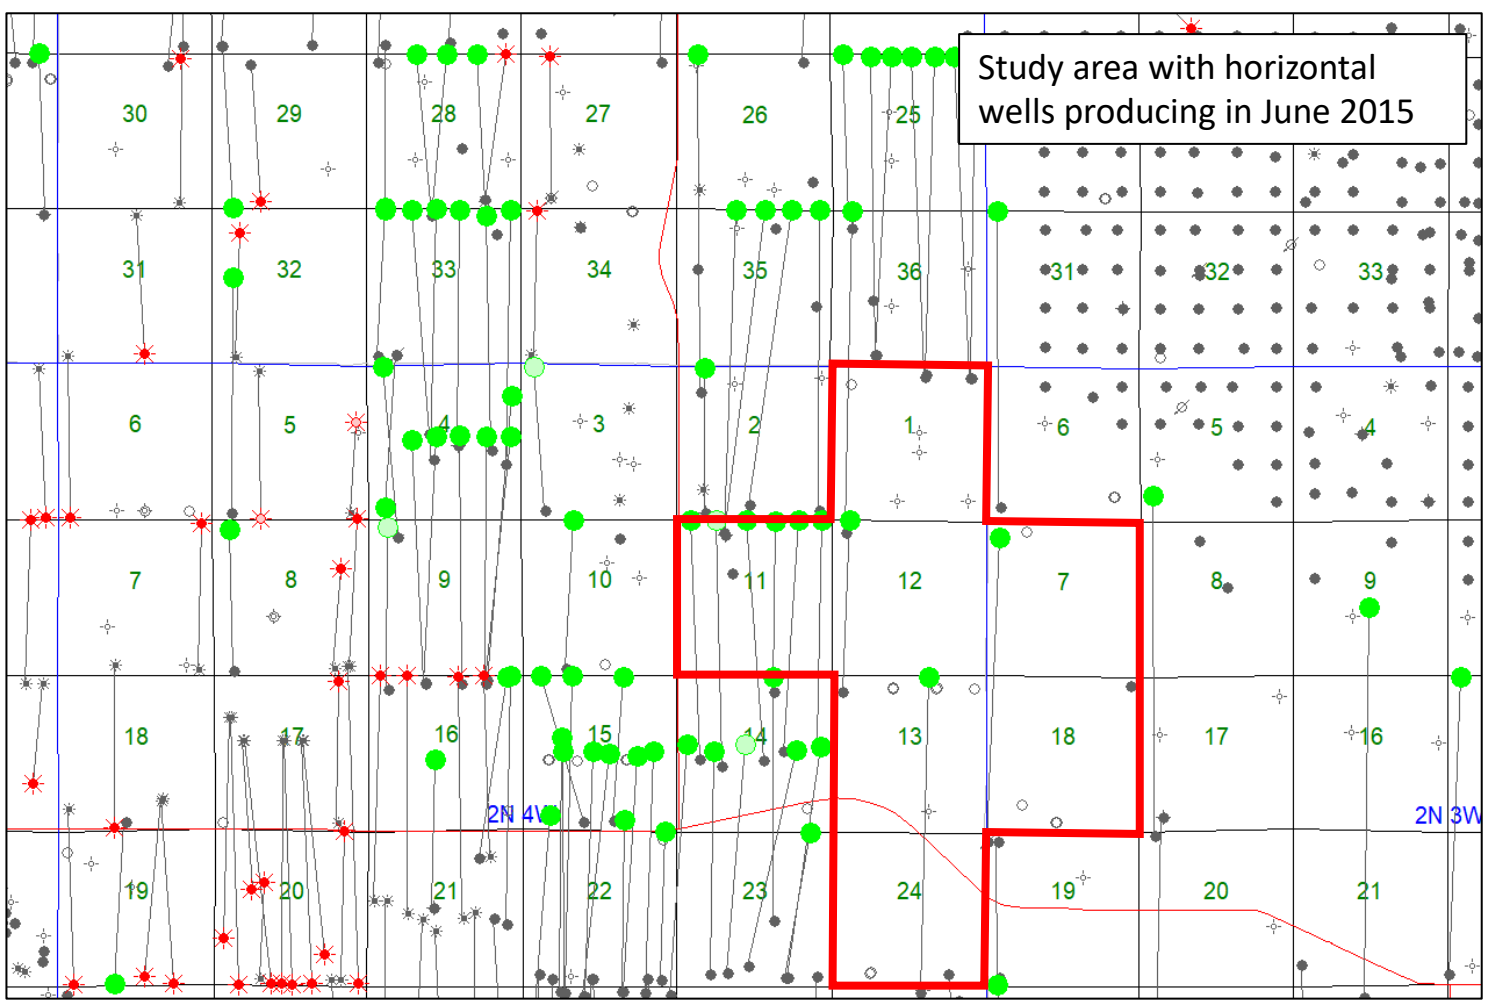 Study area with horizontal
wells producing in June 2015
30 29 28 27 26 25
31 32 33 34 35 36 31 32 33
6 5 4 3 2 1 6 5 4
7 8 9 10 11 12 7 8 9
18 17 16 15 14 13 18 17 16
2N 4W 2N 3W
19 20 21 22 23 24 19 20 21